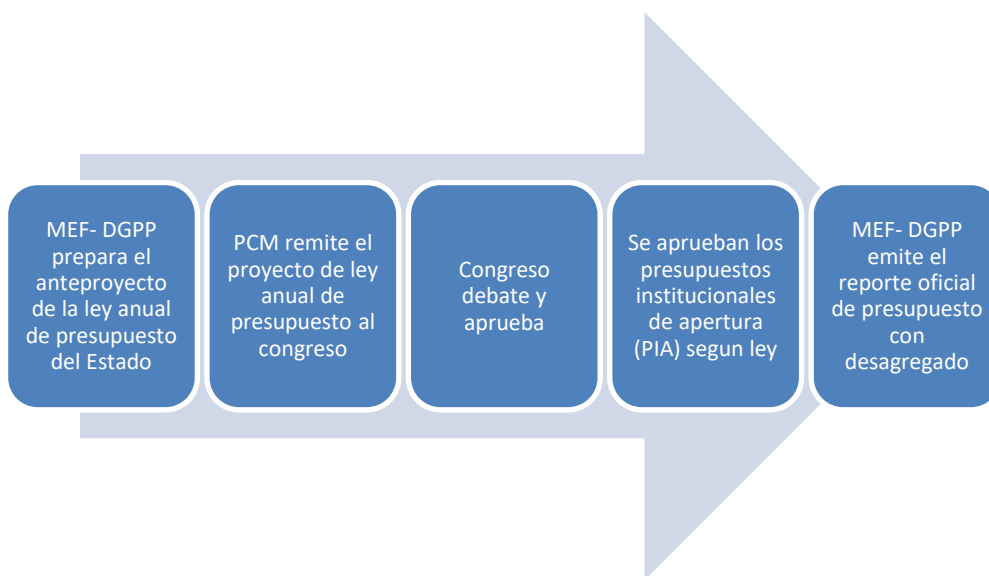 MEF- DGPP
prepara el
anteproyecto
de la ley anual
de presupuesto
del Estado
PCM remite el
proyecto de ley
anual de
presupuesto al
congreso
Congreso
debate y
aprueba
Se aprueban los
presupuestos
institucionales
de apertura
(PIA) segun ley
MEF- DGPP
emite el
reporte oficial
de presupuesto
con
desagregado